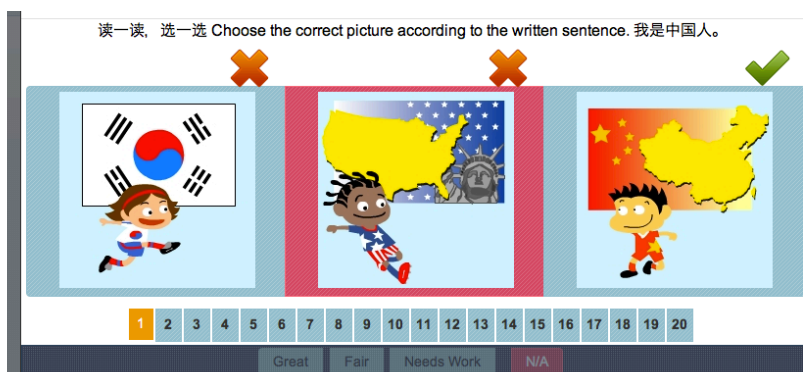 读一读, 选一选 Choose the correct picture according to the written sentence. 我是中国人。
1 2 3 4 5 6 7 8 9 10 11 12 13 14 15 16 17 18 19 20
Great Fair Needs Work N/A